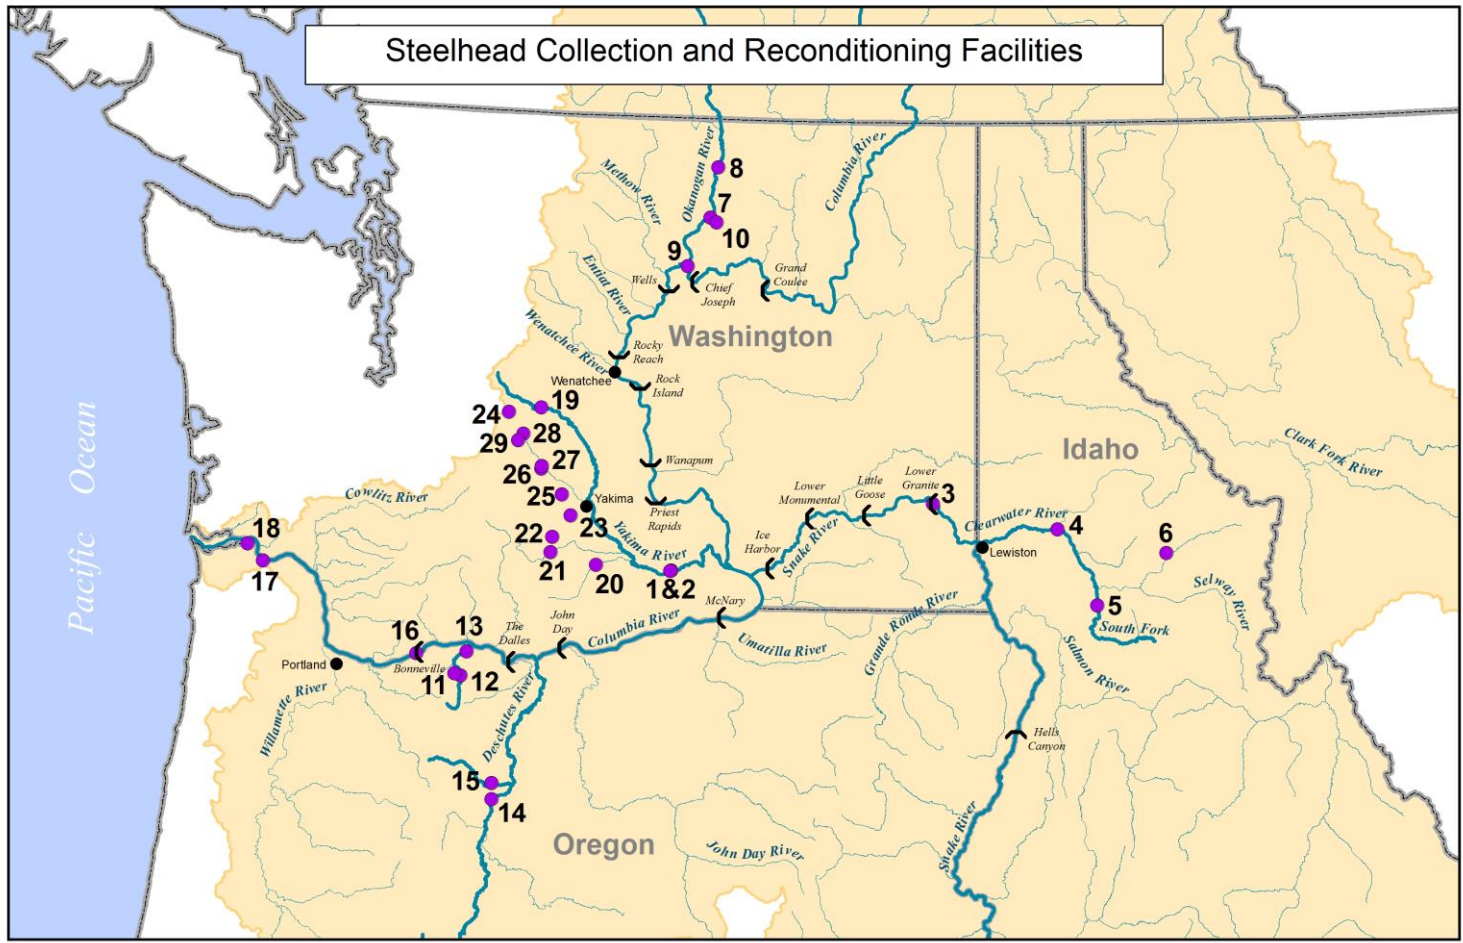 Steelhead Collection and Reconditioning Facilities
Pacific Ocean
Methow River
Okanogan River
Columbia River
8
7
10
9
Entiat River
Wells
Chief
Joseph
Grand
Coulee
Wenatchee River
Rocky
Reach
Washington
Wenatchee
Rock
Island
24
19
29
28
26
27
25
Yakima
23
22
21
20
Wanapum
Priest
Rapids
Yakima River
1&2
Cowlitz River
18
17
Idaho
Clark Fork River
Lower
Monumental
Little
Goose
Lower
Granite
3
Ice
Harbor
Snake River
Clearwater River
4
6
Lewiston
5
South Fork
Selway River
Salmon River
Grande Ronde River
McNary
Columbia River
Umatilla River
John
Day
The
Dalles
13
16
Bonneville
11
12
Portland
Willamette River
Deschutes River
15
14
Hells
Canyon
Snake River
Oregon
John Day River